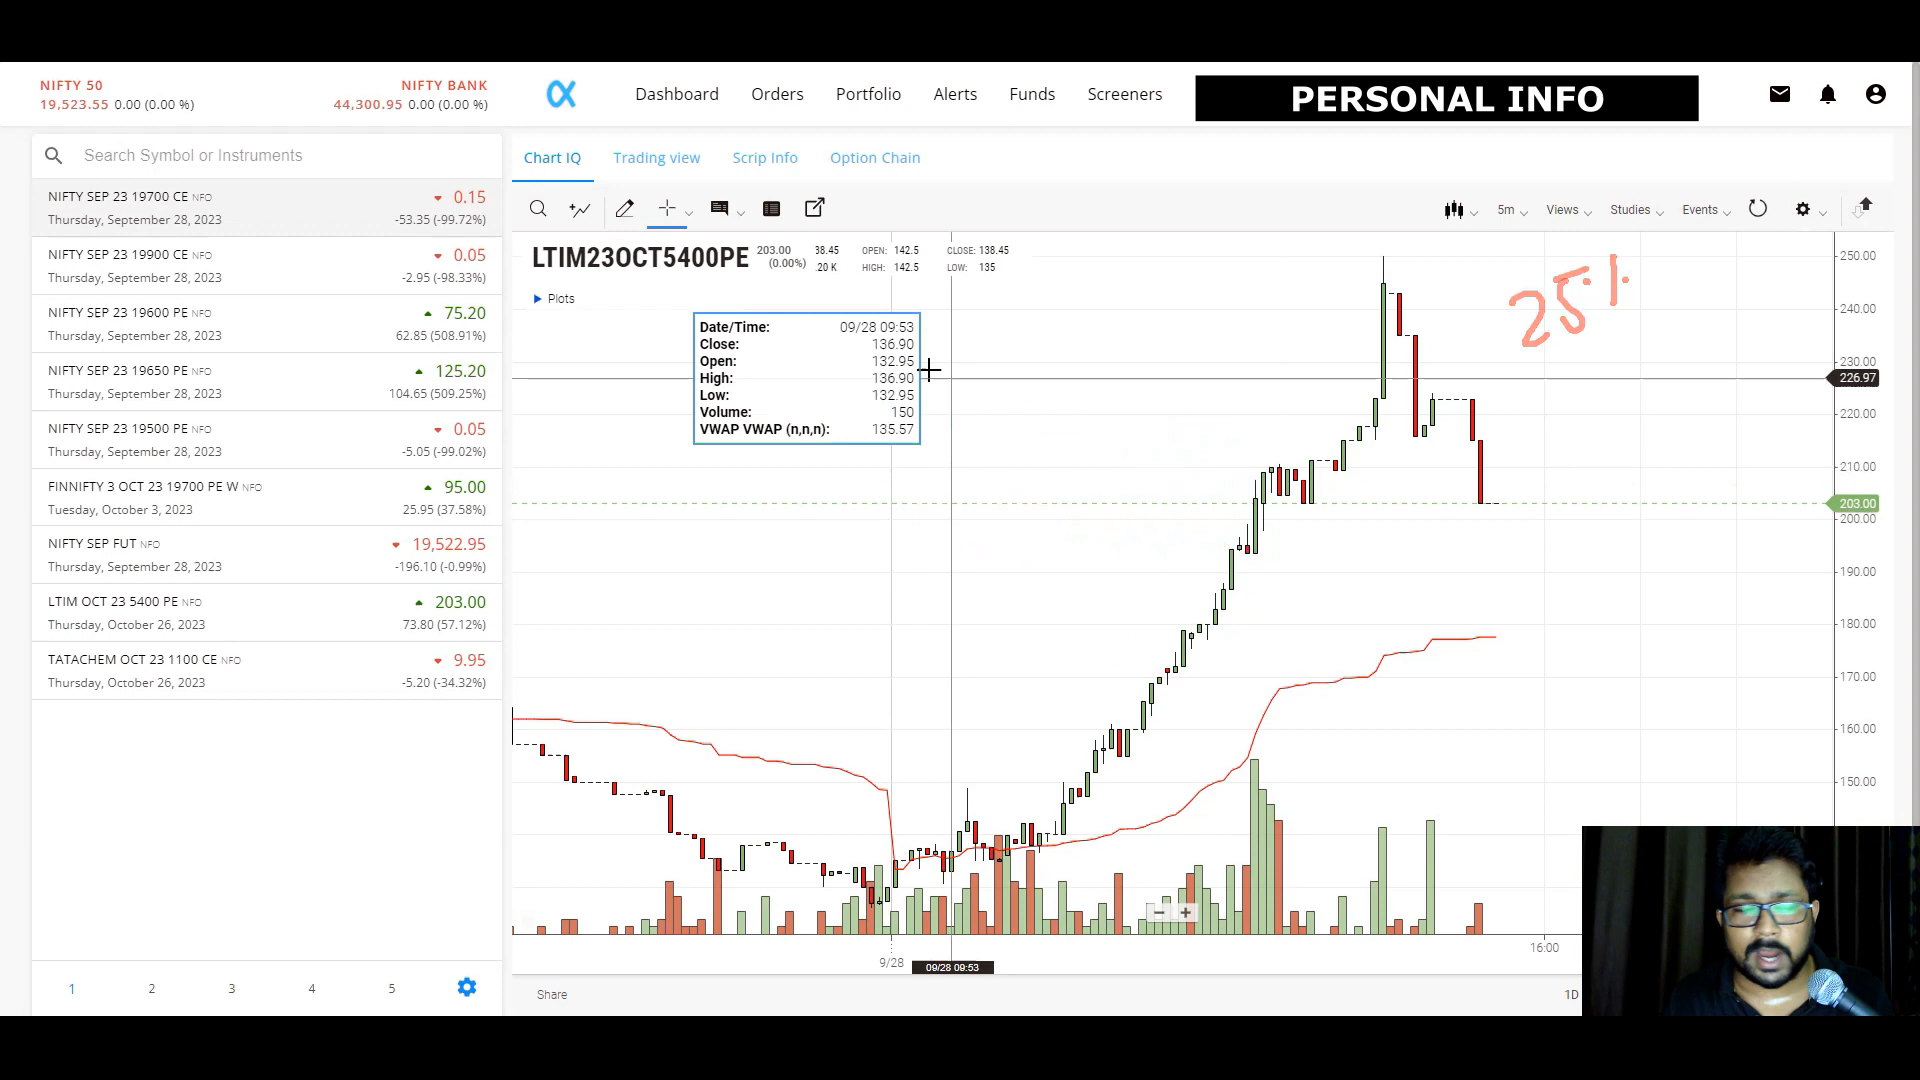 NIFTY 50
19,523.55 0.00 (0.00 %)
NIFTY BANK
44,300.95 0.00 (0.00 %)
Dashboard
Orders
Portfolio
Alerts
Funds
Screeners
PERSONAL INFO
Search Symbol or Instruments
NIFTY SEP 23 19700 CE NFO 0.15
Thursday, September 28, 2023 -53.35 (-99.72%)
NIFTY SEP 23 19900 CE NFO 0.05
Thursday, September 28, 2023 -2.95 (-98.33%)
NIFTY SEP 23 19600 PE NFO 75.20
Thursday, September 28, 2023 62.85 (508.91%)
NIFTY SEP 23 19650 PE NFO 125.20
Thursday, September 28, 2023 104.65 (509.25%)
NIFTY SEP 23 19500 PE NFO 0.05
Thursday, September 28, 2023 -5.05 (-99.02%)
FINNIFTY 3 OCT 23 19700 PE W NFO 95.00
Tuesday, October 3, 2023 25.95 (37.58%)
NIFTY SEP FUT NFO 19,522.95
Thursday, September 28, 2023 -196.10 (-0.99%)
LTIM OCT 23 5400 PE NFO 203.00
Thursday, October 26, 2023 73.80 (57.12%)
TATACHEM OCT 23 1100 CE NFO 9.95
Thursday, October 26, 2023 -5.20 (-34.32%)
1 2 3 4 5
Chart IQ
Trading view
Scrip Info
Option Chain
5m
Views
Studies
Events
LTIM23OCT5400PE
203.00
(0.00%)
38.45 OPEN: 142.5 CLOSE: 138.45
.20 K HIGH: 142.5 LOW: 135
Plots
Date/Time: 09/28 09:53
Close: 136.90
Open: 132.95
High: 136.90
Low: 132.95
Volume: 150
VWAP VWAP (n,n,n): 135.57
25%
250.00
240.00
230.00
226.97
220.00
210.00
203.00
200.00
190.00
180.00
170.00
160.00
150.00
9/28
09/28 09:53
16:00
Share
1D